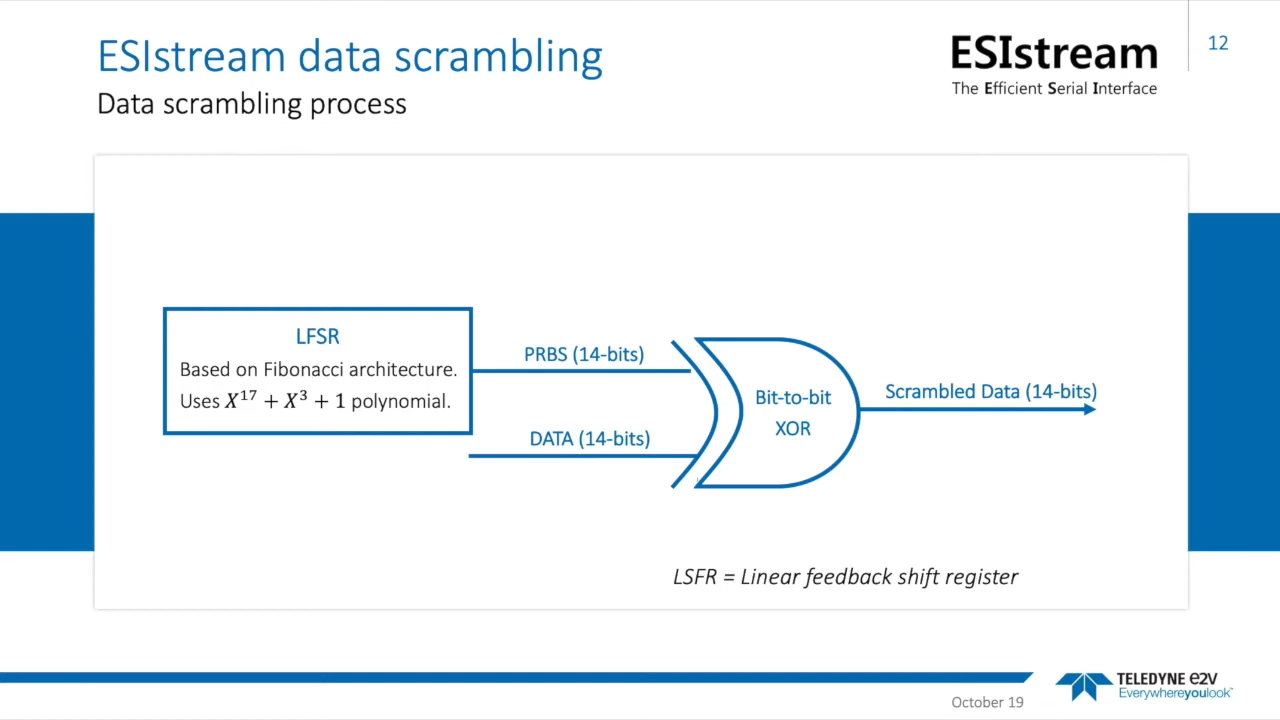 ESIstream data scrambling
Data scrambling process
ESIstream
The Efficient Serial Interface
12
LFSR
Based on Fibonacci architecture.
Uses X¹⁷ + X³ + 1 polynomial.
PRBS (14-bits)
DATA (14-bits)
Bit-to-bit
XOR
Scrambled Data (14-bits)
LSFR = Linear feedback shift register
October 19
TELEDYNE e2v
Everywhereyoulook™